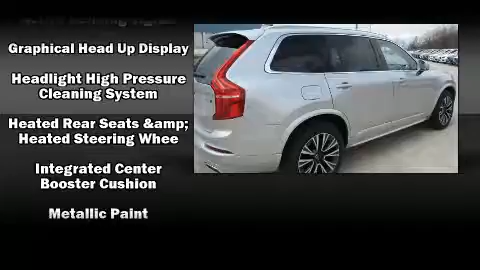 Graphical Head Up Display
Headlight High Pressure
Cleaning System
Heated Rear Seats &amp;
Heated Steering Whee
Integrated Center
Booster Cushion
Metallic Paint